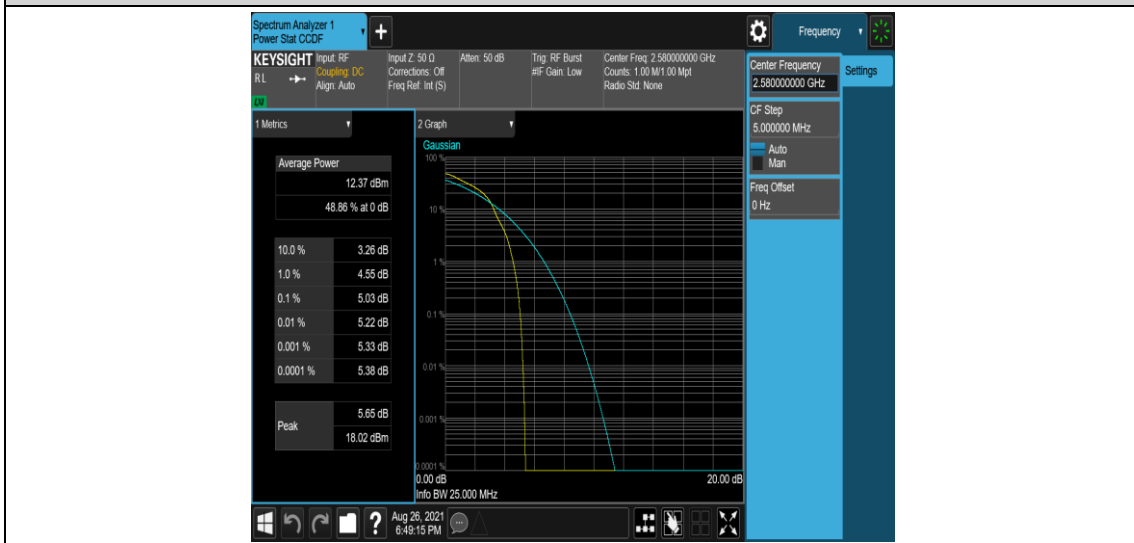 Spectrum Analyzer 1
Power Stat CCDF
+
Frequency
KEYSIGHT
RL
LXI
Input: RF
Coupling: DC
Align: Auto
Input Z: 50 Ω
Corrections: Off
Freq Ref: Int (S)
Atten: 50 dB
Trig: RF Burst
#IF Gain: Low
Center Freq: 2.580000000 GHz
Counts: 1.00 M/1.00 Mpt
Radio Std: None
Center Frequency
2.580000000 GHz
Settings
CF Step
5.000000 MHz
Auto
Man
Freq Offset
0 Hz
1 Metrics
Average Power
12.37 dBm
48.86 % at 0 dB
10.0 % 3.26 dB
1.0 % 4.55 dB
0.1 % 5.03 dB
0.01 % 5.22 dB
0.001 % 5.33 dB
0.0001 % 5.38 dB
Peak
5.65 dB
18.02 dBm
2 Graph
Gaussian
100 %
10 %
1 %
0.1 %
0.01 %
0.001 %
0.0001 %
0.00 dB 20.00 dB
Info BW 25.000 MHz
?
Aug 26, 2021
6:49:15 PM